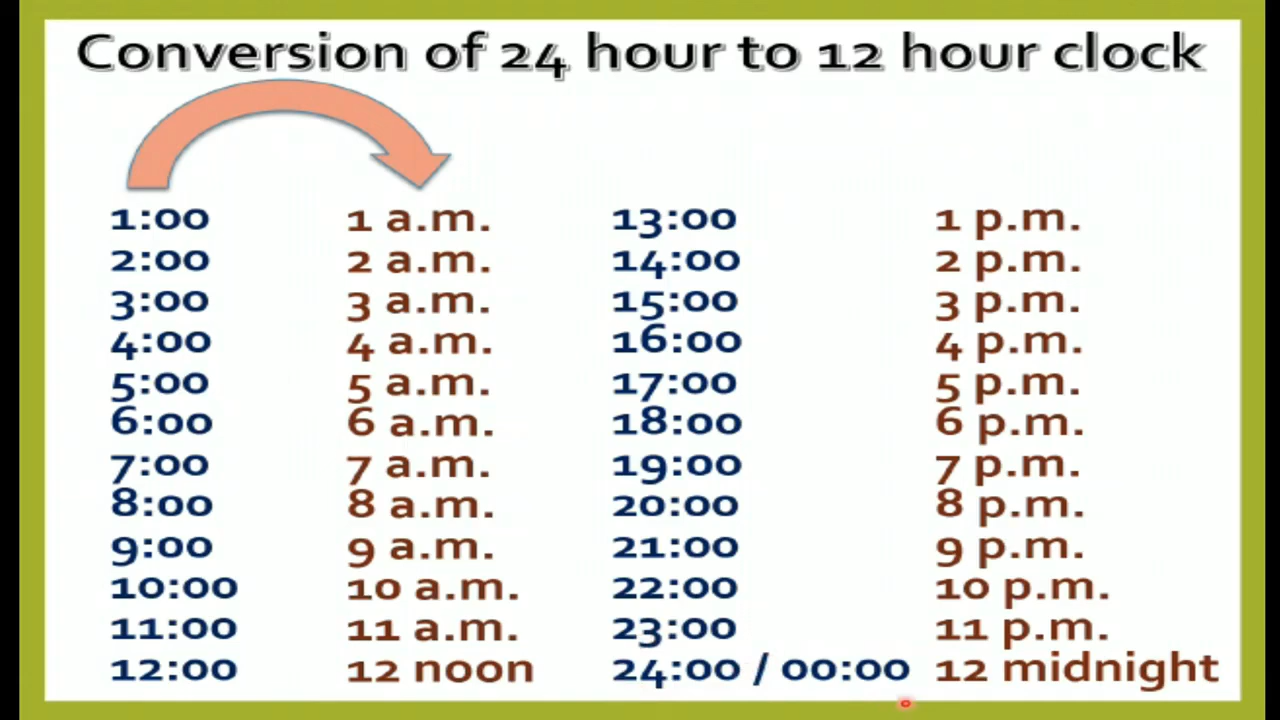 Conversion of 24 hour to 12 hour clock
1:00 1 a.m. 13:00 1 p.m.
2:00 2 a.m. 14:00 2 p.m.
3:00 3 a.m. 15:00 3 p.m.
4:00 4 a.m. 16:00 4 p.m.
5:00 5 a.m. 17:00 5 p.m.
6:00 6 a.m. 18:00 6 p.m.
7:00 7 a.m. 19:00 7 p.m.
8:00 8 a.m. 20:00 8 p.m.
9:00 9 a.m. 21:00 9 p.m.
10:00 10 a.m. 22:00 10 p.m.
11:00 11 a.m. 23:00 11 p.m.
12:00 12 noon 24:00 / 00:00 12 midnight